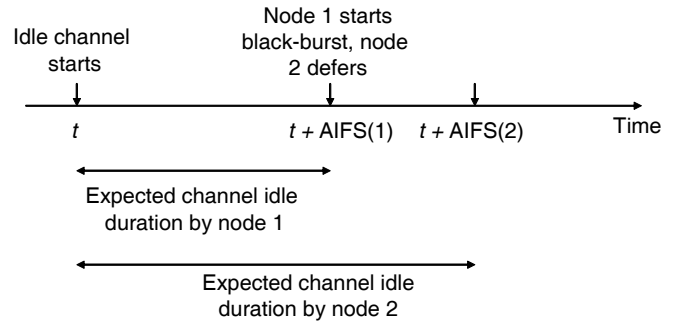 Node 1 starts
black-burst, node
2 defers
Idle channel
starts
t
t + AIFS(1)
t + AIFS(2)
Time
Expected channel idle
duration by node 1
Expected channel idle
duration by node 2